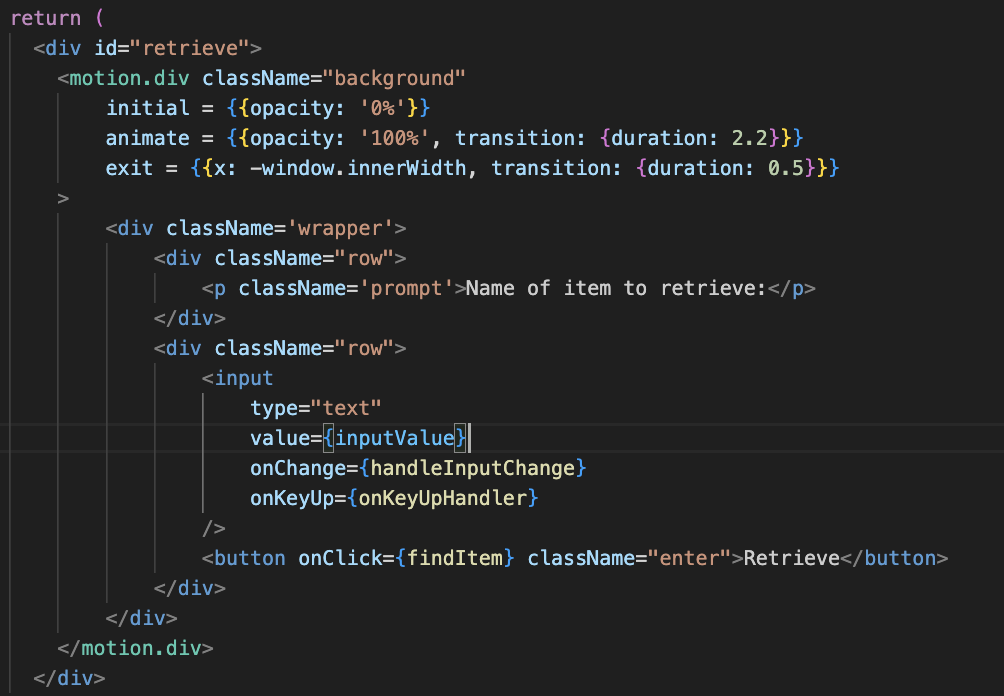 return (
<div id="retrieve">
<motion.div className="background"
initial = {{opacity: '0%'}}
animate = {{opacity: '100%', transition: {duration: 2.2}}}
exit = {{x: -window.innerWidth, transition: {duration: 0.5}}}
>
<div className='wrapper'>
<div className="row">
<p className='prompt'>Name of item to retrieve:</p>
</div>
<div className="row">
<input
type="text"
value={inputValue}
onChange={handleInputChange}
onKeyUp={onKeyUpHandler}
/>
<button onClick={findItem} className="enter">Retrieve</button>
</div>
</div>
</motion.div>
</div>